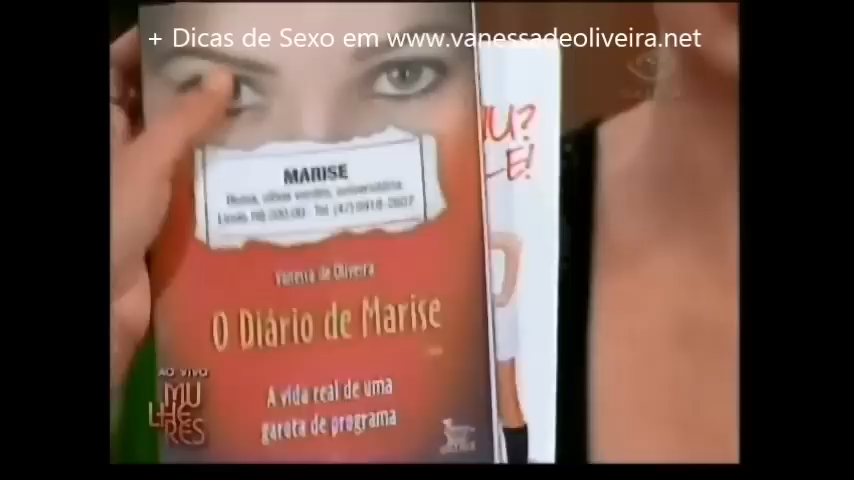 + Dicas de Sexo em www.vanessadeoliveira.net
U?
LE!
MARISE
Vanessa de Oliveira
O Diário de Marise
A vida real de uma
garota de programa
AO VIVO
MU
LHE
RES